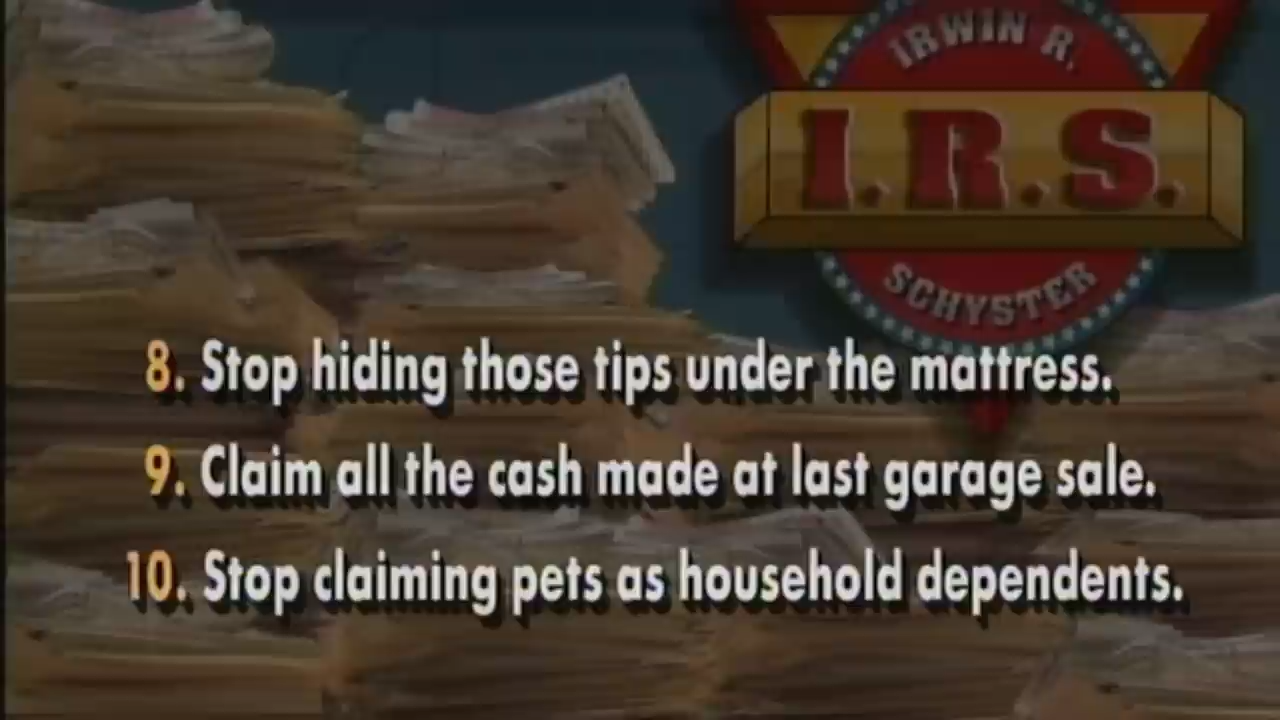 IRWIN R.
I.R.S.
SCHYSTER
8. Stop hiding those tips under the mattress.
9. Claim all the cash made at last garage sale.
10. Stop claiming pets as household dependents.